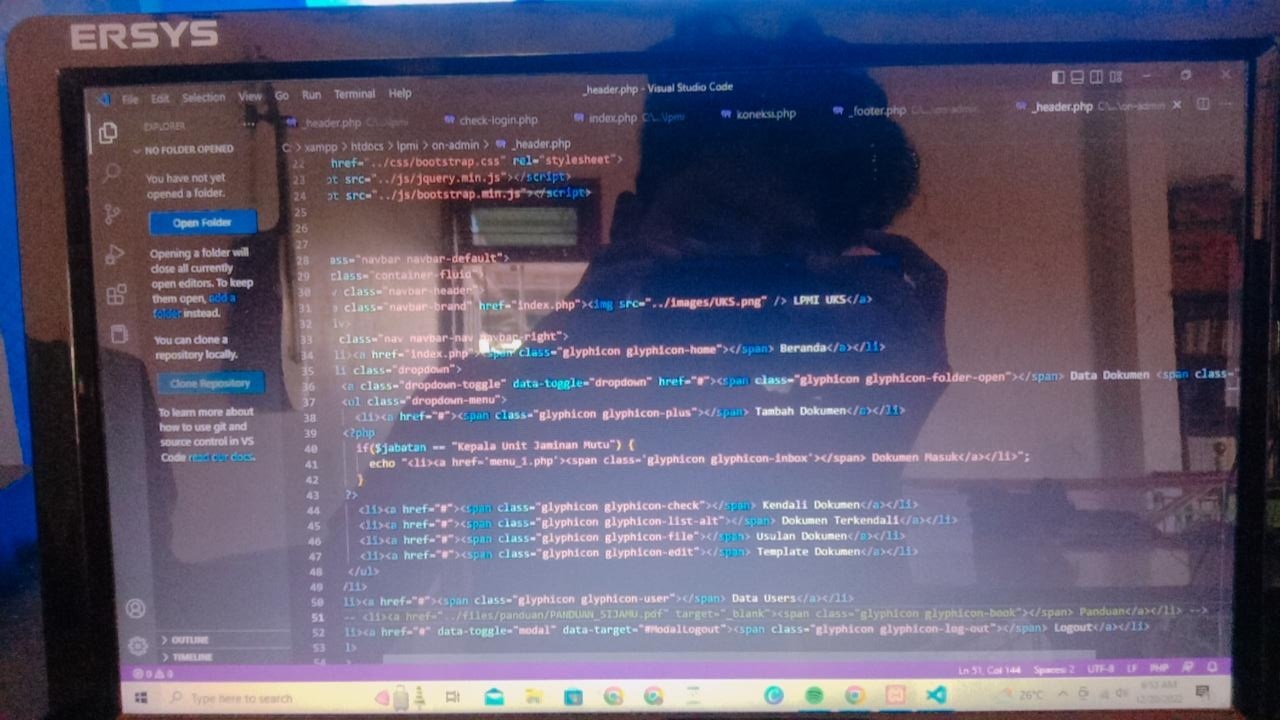 ERSYS
File Edit Selection View Go Run Terminal Help
_header.php - Visual Studio Code
EXPLORER
_header.php C:\...\lpmi
check-login.php
index.php C:\...\lpmi
koneksi.php
_footer.php C:\...\on-admin
_header.php C:\...\on-admin
NO FOLDER OPENED
You have not yet
opened a folder.
Open Folder
Opening a folder will
close all currently
open editors. To keep
them open, add a
folder instead.
You can clone a
repository locally.
Clone Repository
To learn more about
how to use git and
source control in VS
Code read our docs.
OUTLINE
TIMELINE
C: > xampp > htdocs > lpmi > on-admin > _header.php
22 href="../css/bootstrap.css" rel="stylesheet">
23 pt src="../js/jquery.min.js"></script>
24 pt src="../js/bootstrap.min.js"></script>
25
26
27
28 ass="navbar navbar-default">
29 class="container-fluid">
30 class="navbar-header">
31 class="navbar-brand" href="index.php"><img src="../images/UKS.png" /> LPMI UKS</a>
32 iv>
33 class="nav navbar-nav navbar-right">
34 li><a href="index.php"><span class="glyphicon glyphicon-home"></span> Beranda</a></li>
35 li class="dropdown">
36 <a class="dropdown-toggle" data-toggle="dropdown" href="#"><span class="glyphicon glyphicon-folder-open"></span> Data Dokumen <span class=
37 <ul class="dropdown-menu">
38 <li><a href="#"><span class="glyphicon glyphicon-plus"></span> Tambah Dokumen</a></li>
39 <?php
40 if($jabatan == "Kepala Unit Jaminan Mutu") {
41 echo "<li><a href='menu_1.php'><span class='glyphicon glyphicon-inbox'></span> Dokumen Masuk</a></li>";
42 }
43 ?>
44 <li><a href="#"><span class="glyphicon glyphicon-check"></span> Kendali Dokumen</a></li>
45 <li><a href="#"><span class="glyphicon glyphicon-list-alt"></span> Dokumen Terkendali</a></li>
46 <li><a href="#"><span class="glyphicon glyphicon-file"></span> Usulan Dokumen</a></li>
47 <li><a href="#"><span class="glyphicon glyphicon-edit"></span> Template Dokumen</a></li>
48 </ul>
49 /li>
50 li><a href="#"><span class="glyphicon glyphicon-user"></span> Data Users</a></li>
51 -- <li><a href="../files/panduan/PANDUAN_SIJAMU.pdf" target="_blank"><span class="glyphicon glyphicon-book"></span> Panduan</a></li> -->
52 li><a href="#" data-toggle="modal" data-target="#ModalLogout"><span class="glyphicon glyphicon-log-out"></span> Logout</a></li>
53 l>
54
0 0
Ln 51, Col 144 Spaces: 2 UTF-8 LF PHP
Type here to search
26°C
6:53 AM